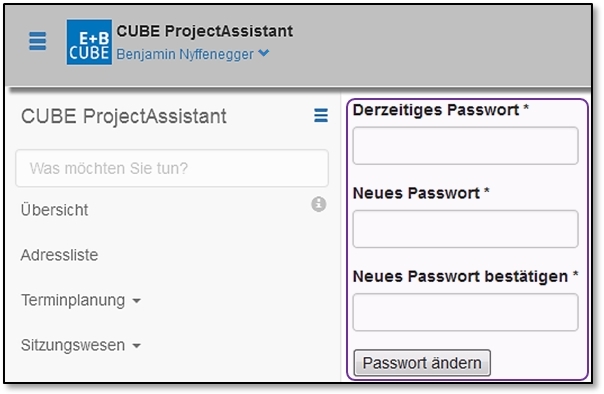 E+B
CUBE
CUBE ProjectAssistant
Benjamin Nyffenegger
CUBE ProjectAssistant
Was möchten Sie tun?
Übersicht
Adressliste
Terminplanung
Sitzungswesen
Derzeitiges Passwort *
Neues Passwort *
Neues Passwort bestätigen *
Passwort ändern